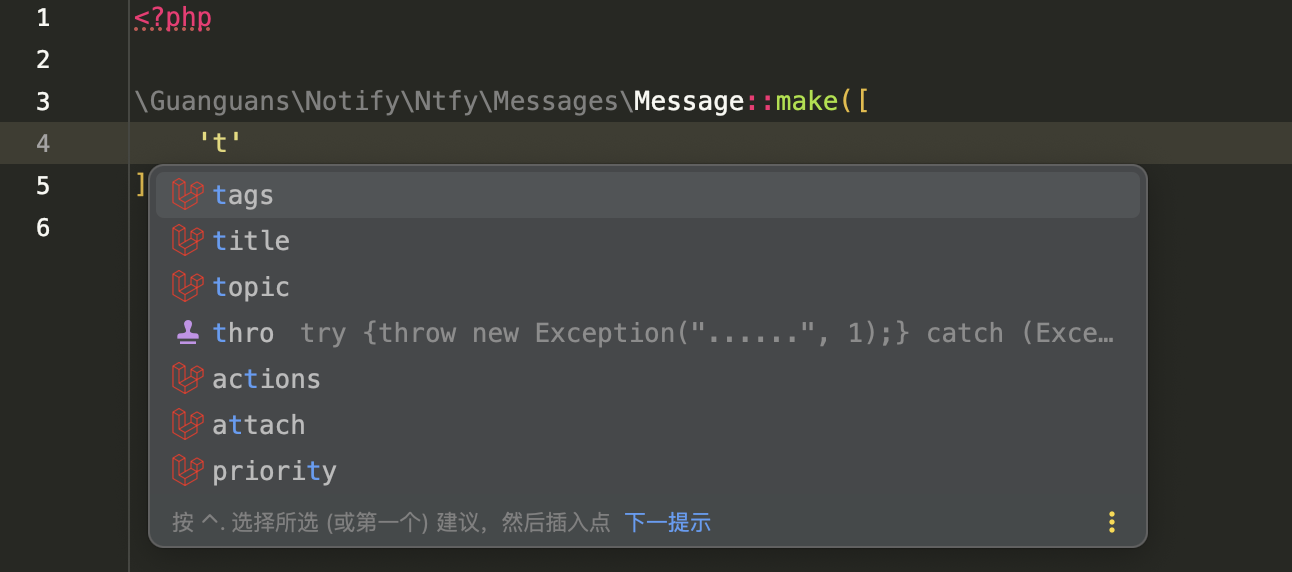 1 <?php
2
3 \Guanguans\Notify\Ntfy\Messages\Message::make([
4 't'
5 ]
6
tags
title
topic
thro try {throw new Exception("......", 1);} catch (Exce…
actions
attach
priority
按 ^. 选择所选 (或第一个) 建议，然后插入点 下一提示